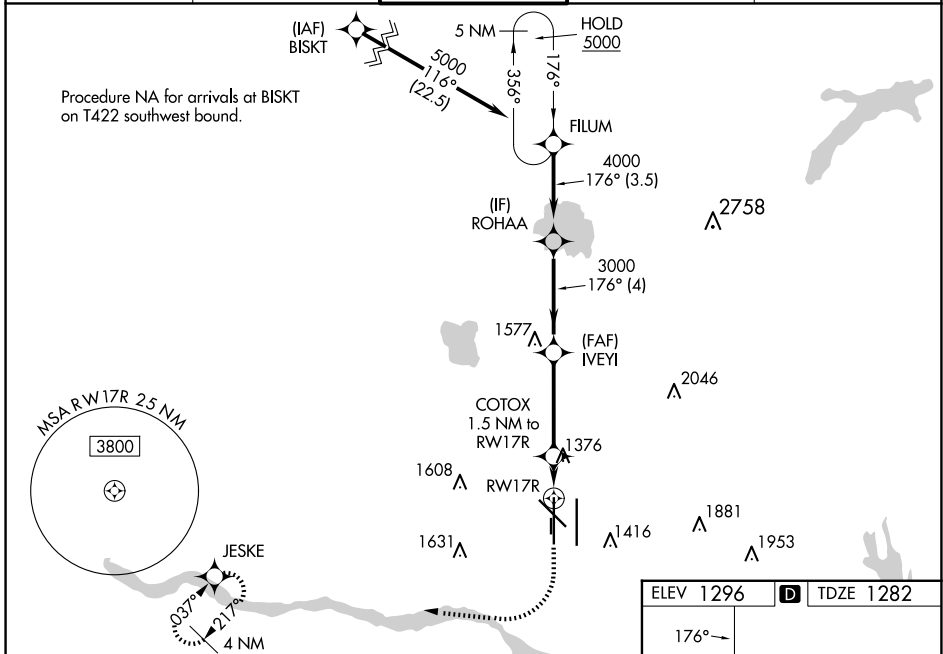 (IAF)
BISKT
5 NM
HOLD
5000
5000
116°
(22.5)
356°
176°
Procedure NA for arrivals at BISKT
on T422 southwest bound.
FILUM
4000
176° (3.5)
(IF)
ROHAA
2758
3000
176° (4)
1577
(FAF)
IVEYI
2046
MSA RW17R 25 NM
3800
COTOX
1.5 NM to
RW17R
1376
1608
RW17R
1631
1416
1881
1953
JESKE
037°
217°
4 NM
ELEV 1296 D TDZE 1282
176°